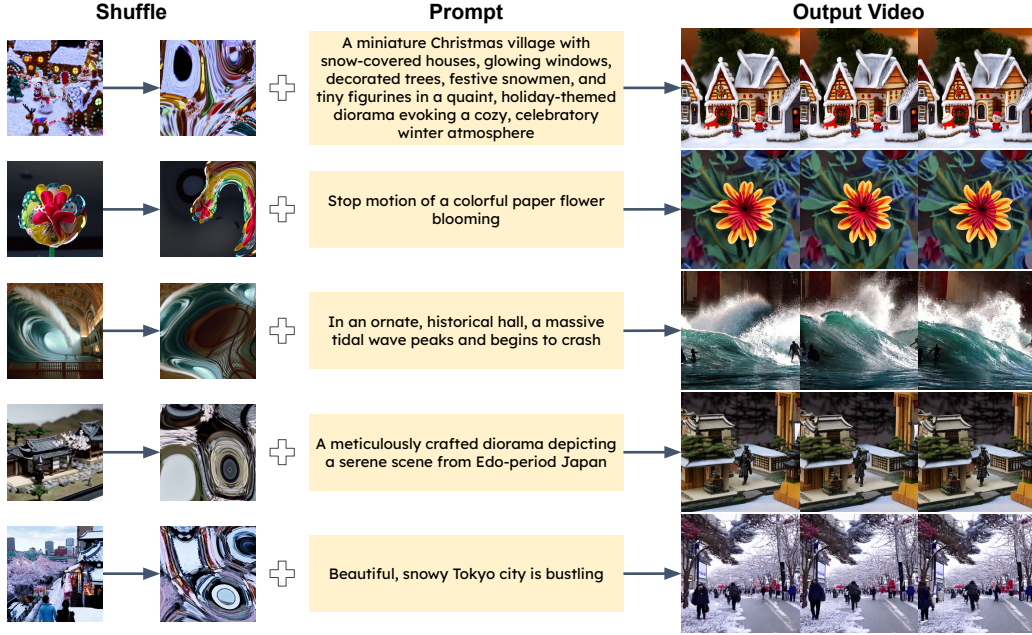 Shuffle
Prompt
Output Video
A miniature Christmas village with
snow-covered houses, glowing windows,
decorated trees, festive snowmen, and
tiny figurines in a quaint, holiday-themed
diorama evoking a cozy, celebratory
winter atmosphere
Stop motion of a colorful paper flower
blooming
In an ornate, historical hall, a massive
tidal wave peaks and begins to crash
A meticulously crafted diorama depicting
a serene scene from Edo-period Japan
Beautiful, snowy Tokyo city is bustling